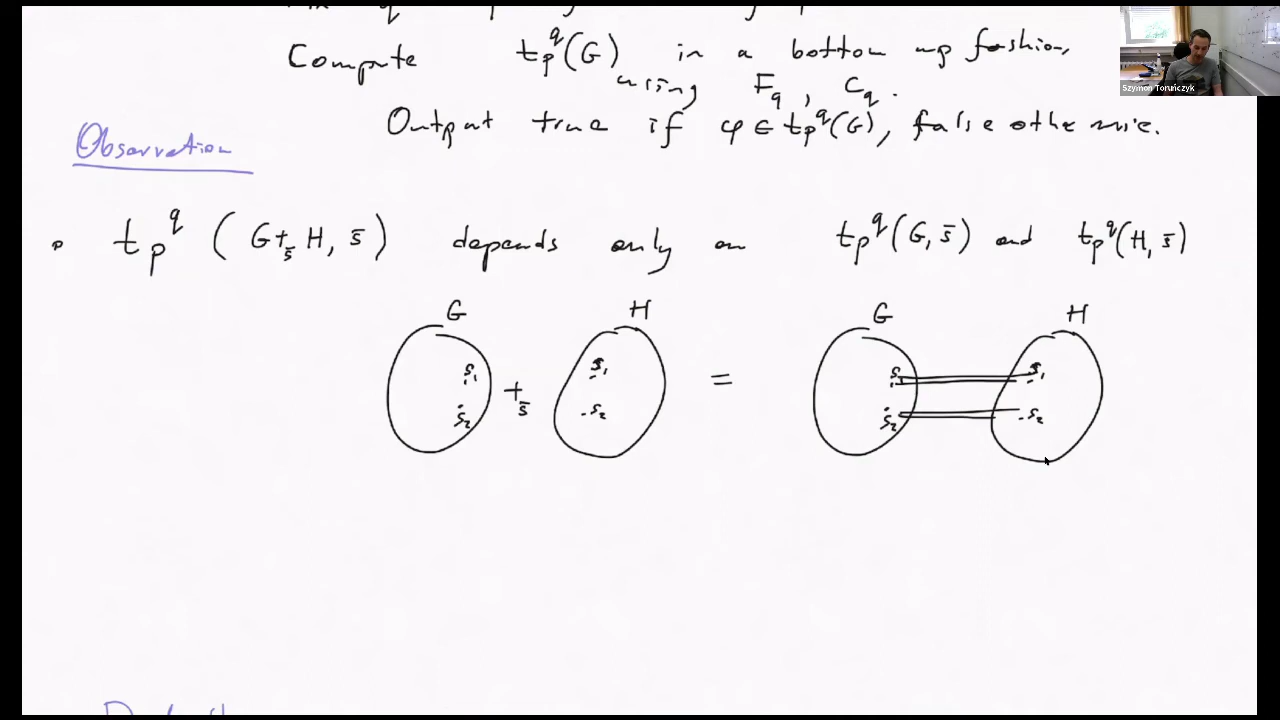 Compute tp^q(G) in a bottom up fashion,
using F_q, C_q.
Output true if φ ∈ tp^q(G), false otherwise.
Observation
• tp^q (G +_s̄ H, s̄) depends only on tp^q(G, s̄) and tp^q(H, s̄)
G H G H
s₁ s₁ s₁ s₁
+_s̄ =
s₂ s₂ s₂ s₂
Szymon Toruńczyk